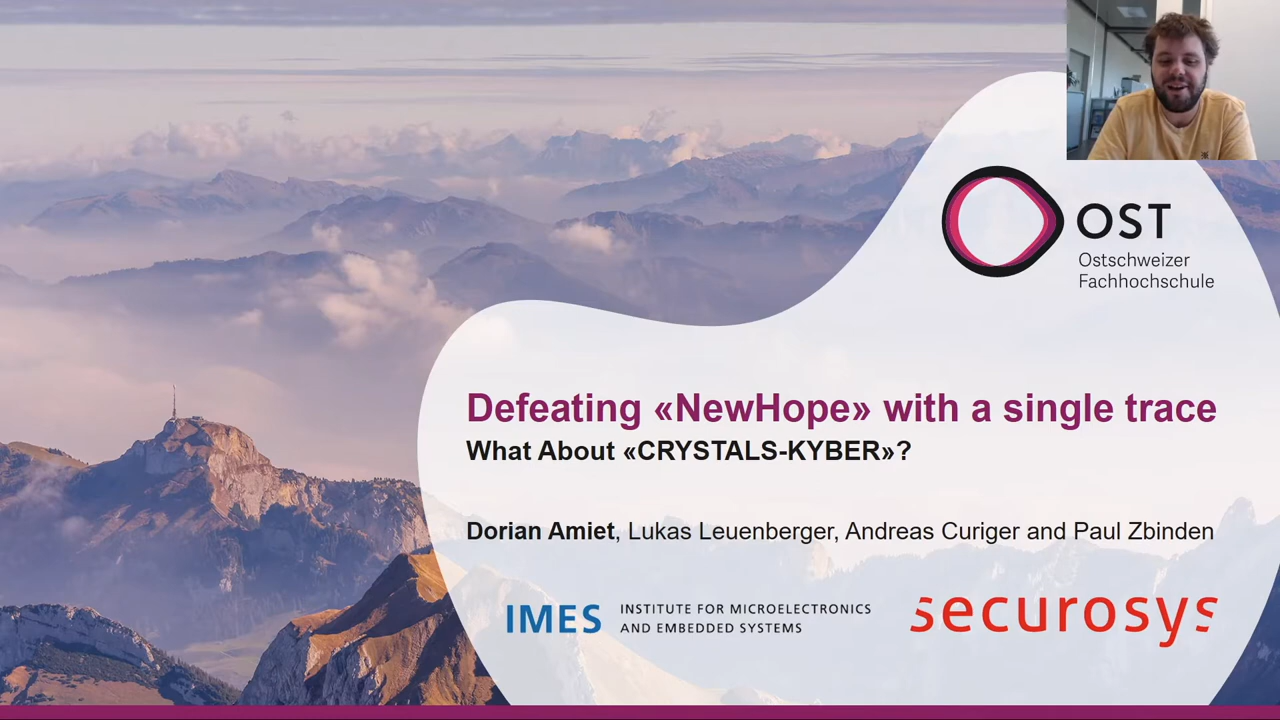 OST
Ostschweizer
Fachhochschule
Defeating «NewHope» with a single trace
What About «CRYSTALS-KYBER»?
Dorian Amiet, Lukas Leuenberger, Andreas Curiger and Paul Zbinden
IMES INSTITUTE FOR MICROELECTRONICS
AND EMBEDDED SYSTEMS
securosys